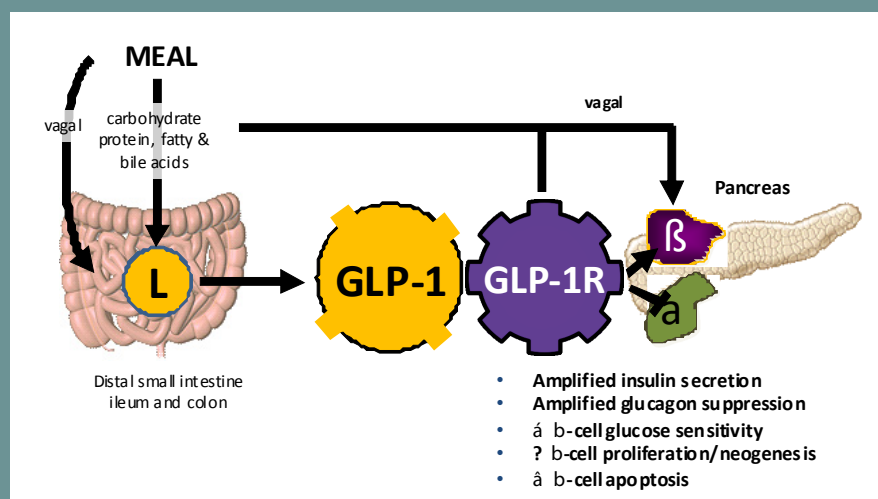 MEAL
vagal
carbohydrate
protein, fatty &
bile acids
vagal
Pancreas
ß
L
GLP-1
GLP-1R
a
Distal small intestine
ileum and colon
• Amplified insulin secretion
• Amplified glucagon suppression
• á b-cell glucose sensitivity
• ? b-cell proliferation/neogenesis
• â b-cell apoptosis